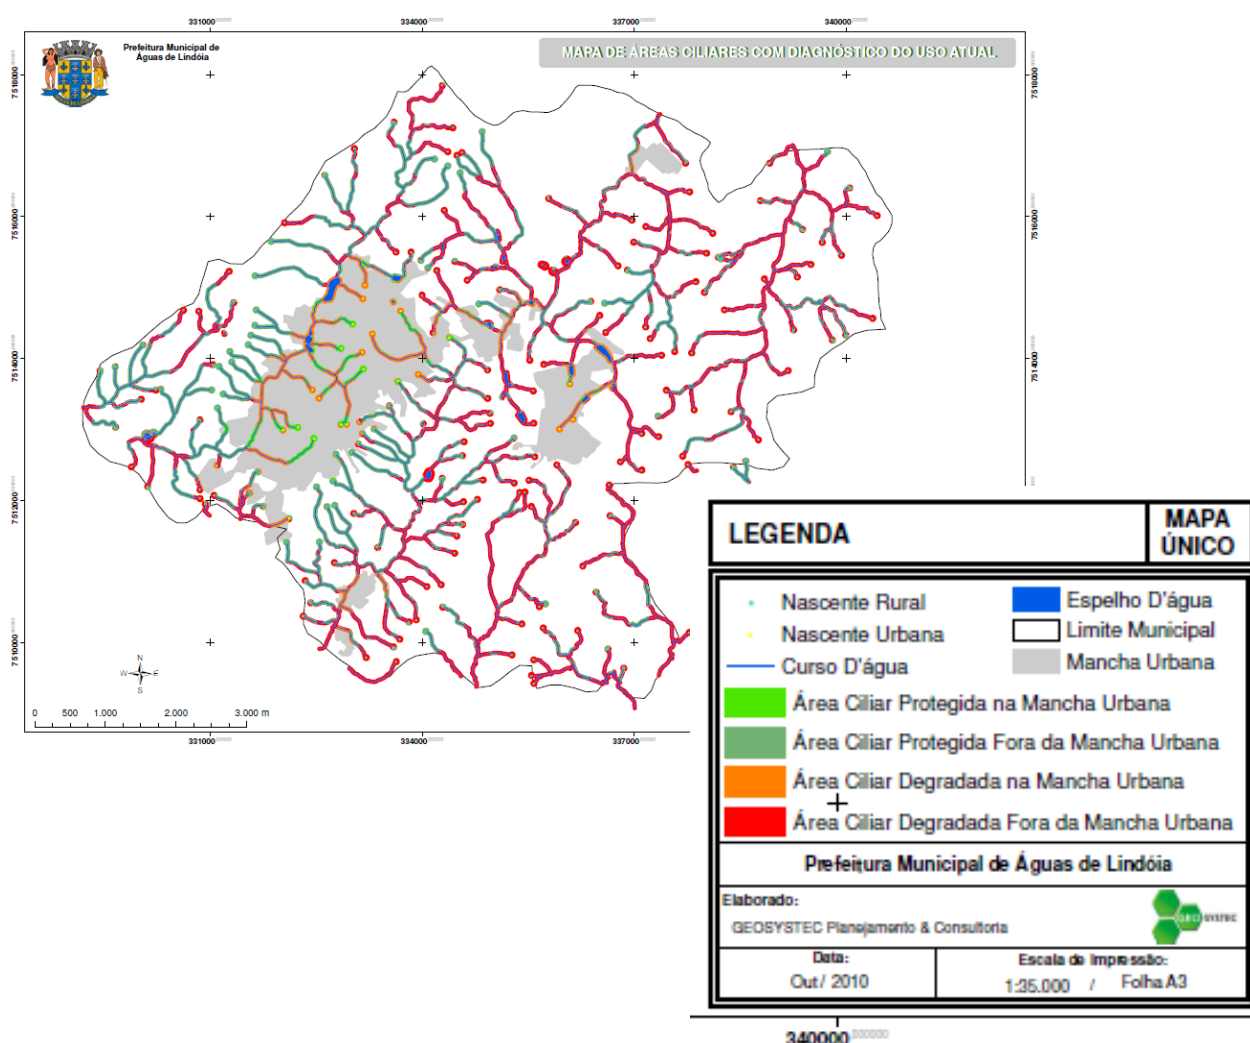 331000
334000
337000
340000
Prefeitura Municipal de
Águas de Lindóia
MAPA DE ÁREAS CILIARES COM DIAGNÓSTICO DO USO ATUAL
7518000
7518000
7516000
7516000
7514000
7514000
7512000
7510000
N
W E
S
0 500 1.000 2.000 3.000 m
331000
334000
337000
LEGENDA
MAPA
ÚNICO
Nascente Rural
Nascente Urbana
Curso D'água
Espelho D'água
Limite Municipal
Mancha Urbana
Área Ciliar Protegida na Mancha Urbana
Área Ciliar Protegida Fora da Mancha Urbana
Área Ciliar Degradada na Mancha Urbana
Área Ciliar Degradada Fora da Mancha Urbana
Prefeitura Municipal de Águas de Lindóia
Elaborado:
GEOSYSTEC Planejamento & Consultoria
GEO SYSTEC
Data:
Out/ 2010
Escala de Impressão:
1:35.000 / Folha A3
340000